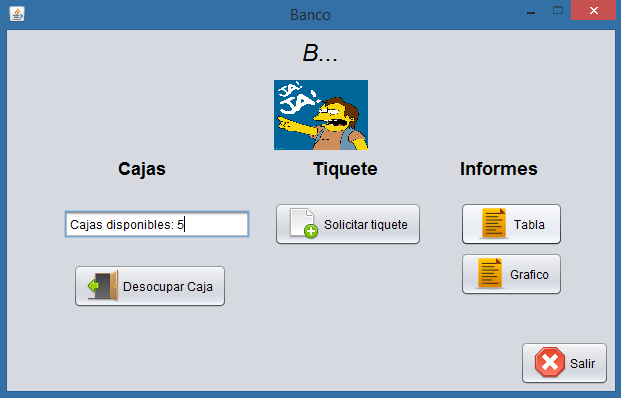 Banco
B...
JA!
JA!
Cajas
Tiquete
Informes
Cajas disponibles: 5
Solicitar tiquete
Tabla
Desocupar Caja
Grafico
Salir